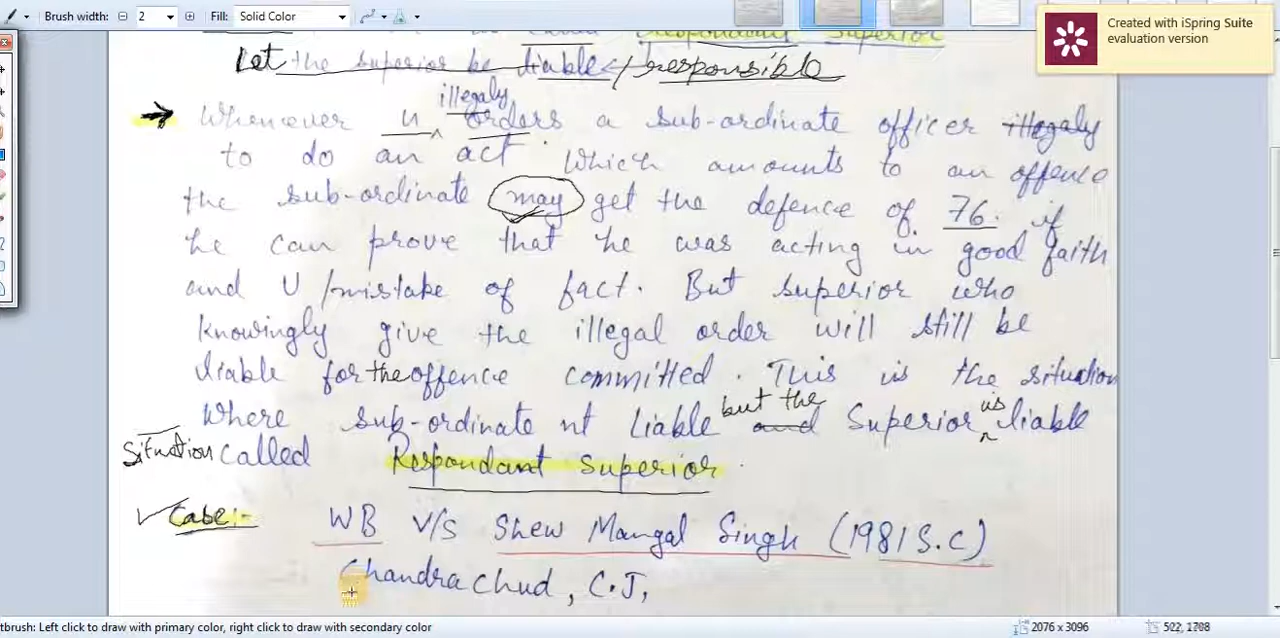 Brush width: 2 Fill: Solid Color
Created with iSpring Suite
evaluation version
Respondant Superior
Let the superior be liable / responsible
illegaly
Whenever u orders a sub-ordinate officer illegaly
to do an act which amounts to an offence
the sub-ordinate may get the defence of 76. if
he can prove that he was acting in good faith
and U/mistake of fact. But superior who
knowingly give the illegal order will still be
liable for the offence committed. This is the situation
but the is
Where sub-ordinate nt liable and Superior liable
Situation called Respondant Superior.
Case:-
WB V/S Shew Mangal Singh (1981 S.C)
Chandrachud, C.J,
tbrush: Left click to draw with primary color, right click to draw with secondary color
2076 x 3096
522, 1708